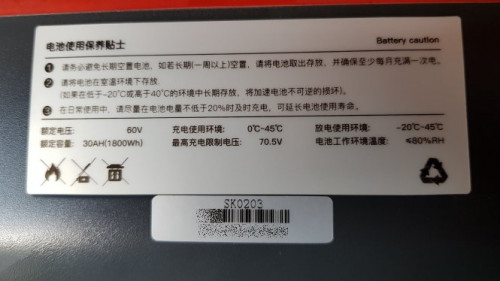 电池使用保养贴士 Battery caution
1 请务必避免长期空置电池，如若长期(一周以上)空置，请将电池取出存放，并确保至少每月充满一次电。
2 请将电池在室温环境下存放.
(如果在低于-20℃或高于40℃的环境中长期存放，将加速电池不可逆的损坏)。
3 在日常使用中，请尽量在电池电量不低于20%时及时充电，可延长电池使用寿命。
额定电压: 60V 充电使用环境: 0℃-45℃ 放电使用环境: -20℃-45℃
额定容量: 30AH(1800Wh) 最高充电限制电压: 70.5V 电池工作环境温度: ≤80%RH
SK0203